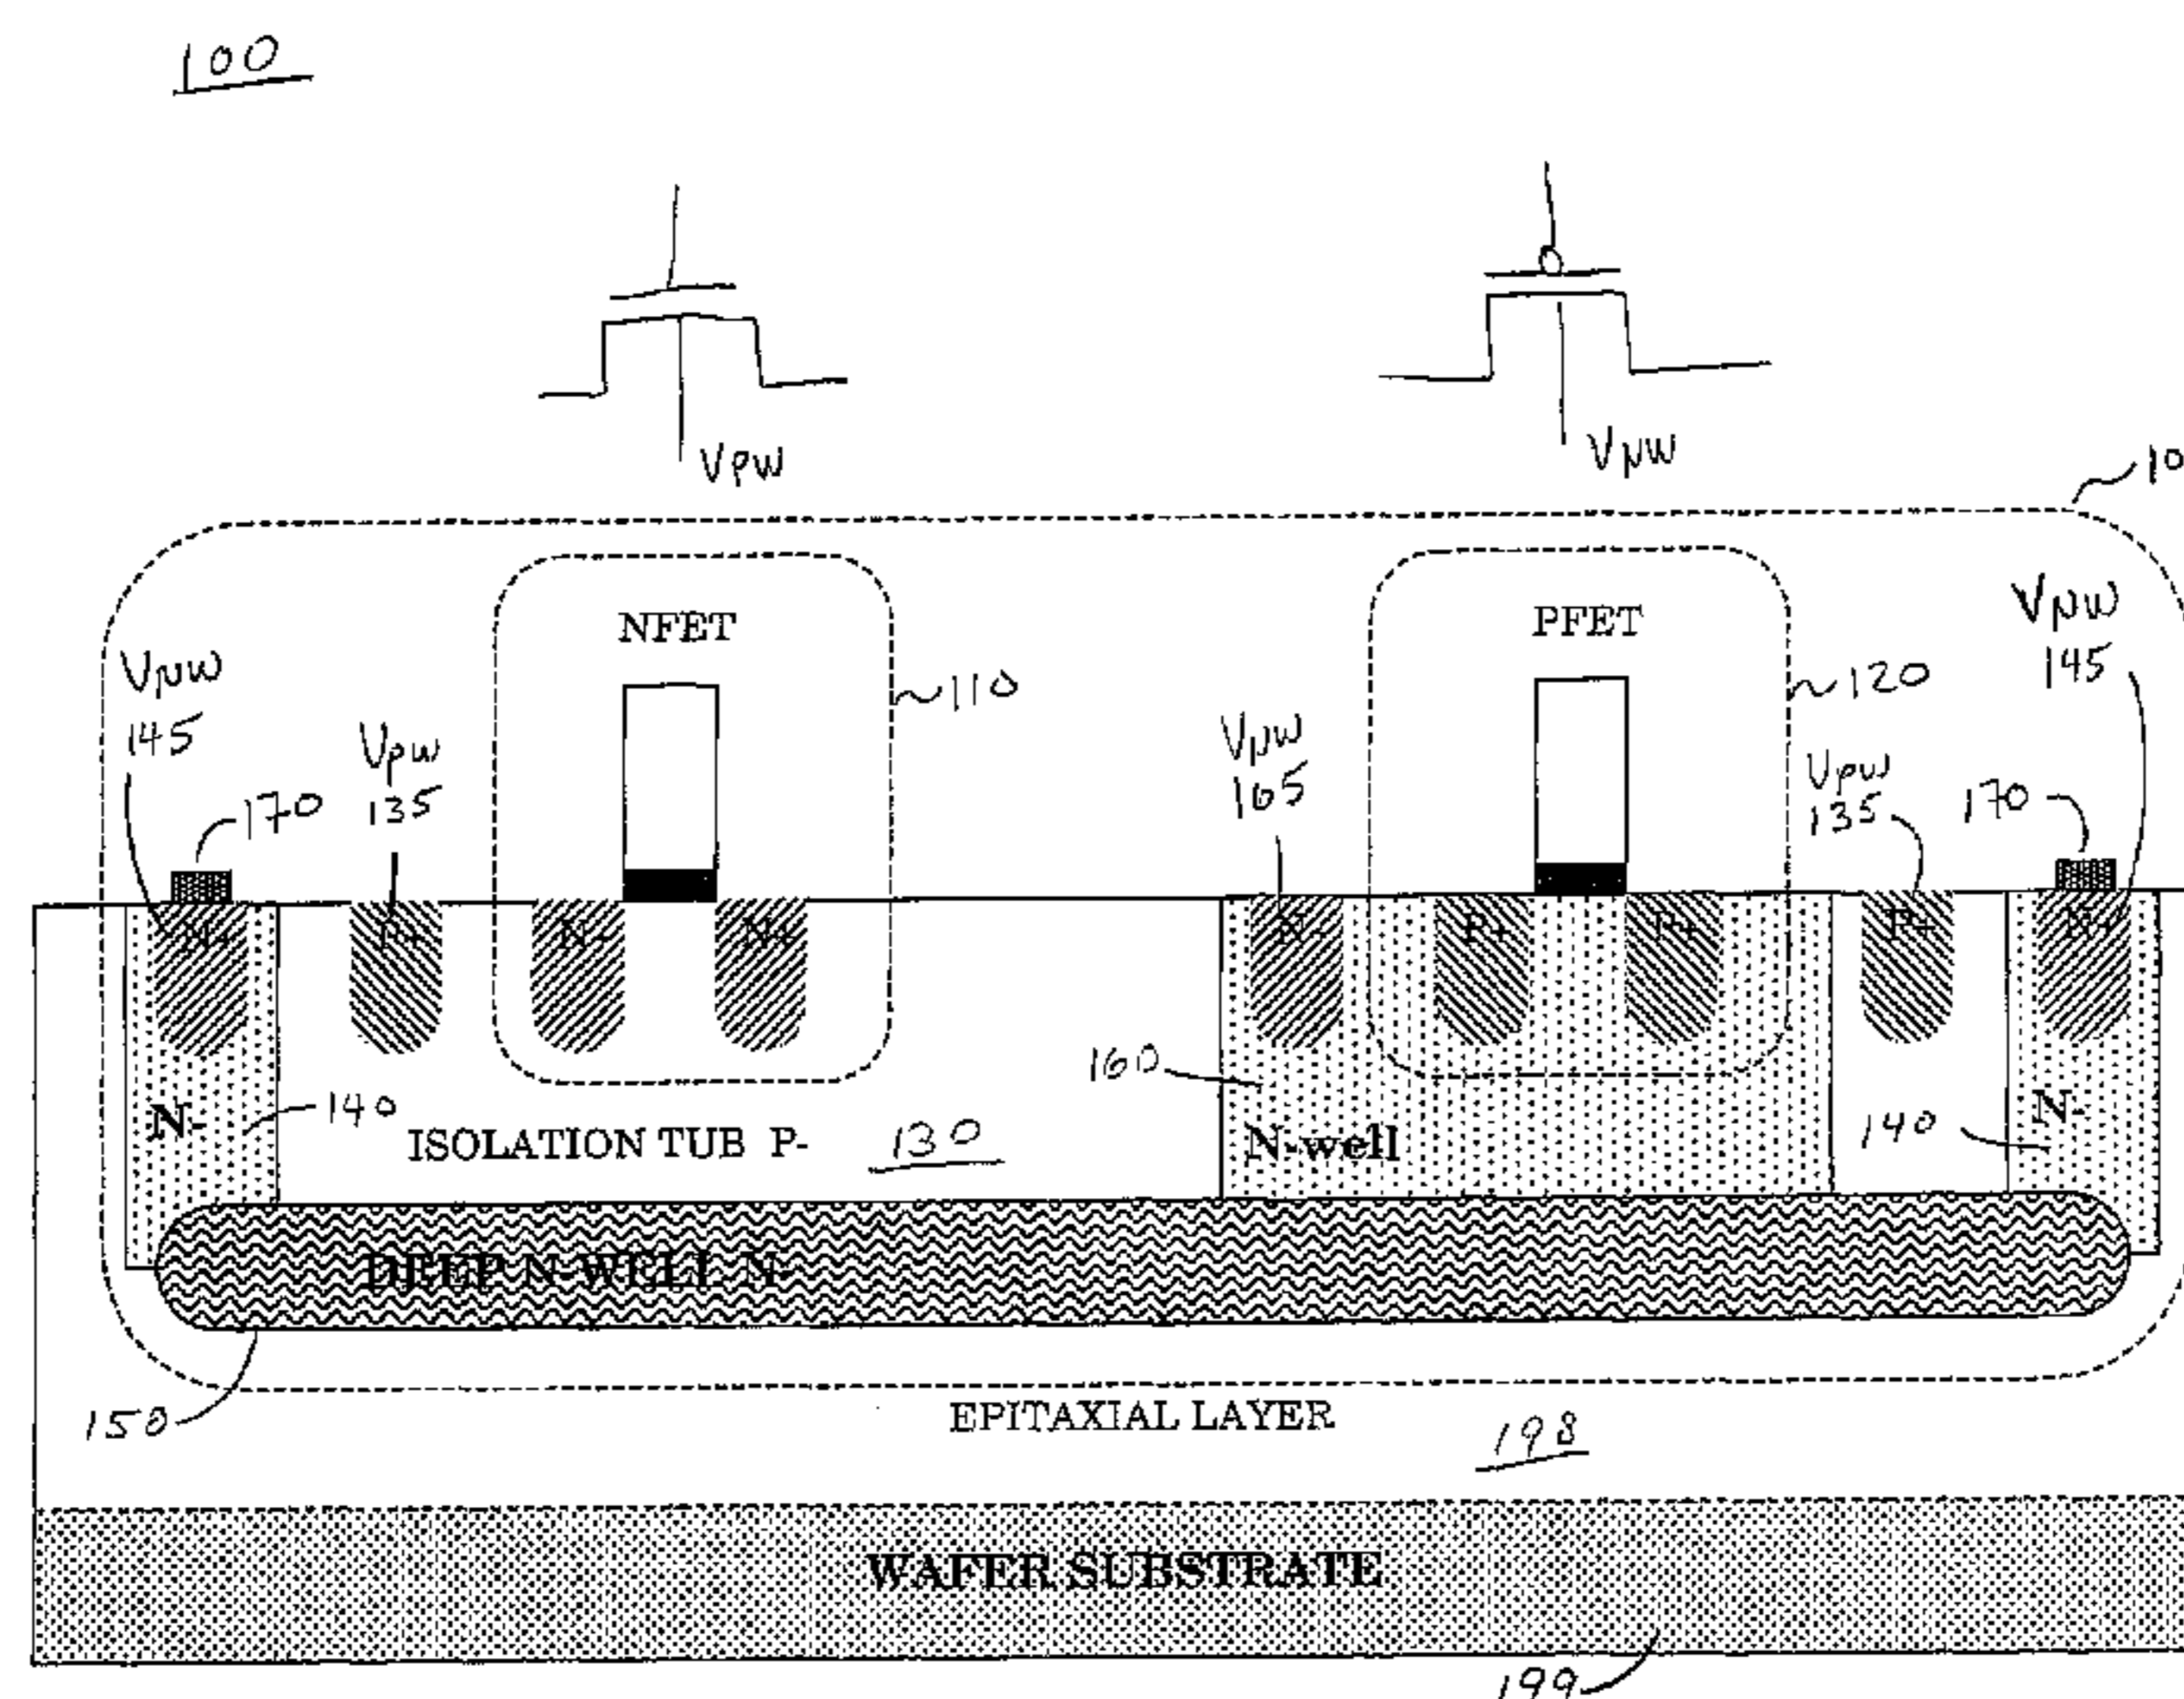 100
VPW
VNW
10
NFET
PFET
VNW
145
110
120
VNW
145
VPW
135
VNW
165
VPW
135
170
170
N+
P+
N+
N+
P+
P+
P+
N+
160
N-
140
ISOLATION TUB P-
130
N-well
140
N-
DEEP N-WELL N-
150
EPITAXIAL LAYER
198
WAFER SUBSTRATE
199